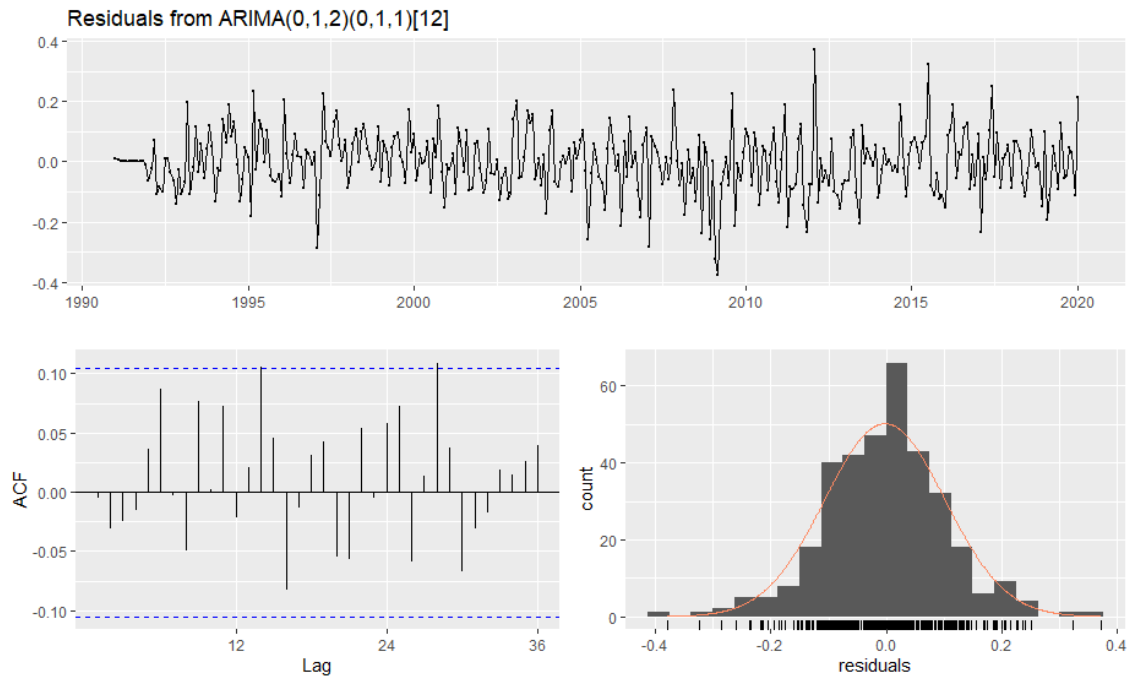 Residuals from ARIMA(0,1,2)(0,1,1)[12]
0.4
0.2
0.0
-0.2
-0.4
1990 1995 2000 2005 2010 2015 2020
ACF
0.10
0.05
0.00
-0.05
-0.10
12 24 36
Lag
count
60
40
20
0
-0.4 -0.2 0.0 0.2 0.4
residuals